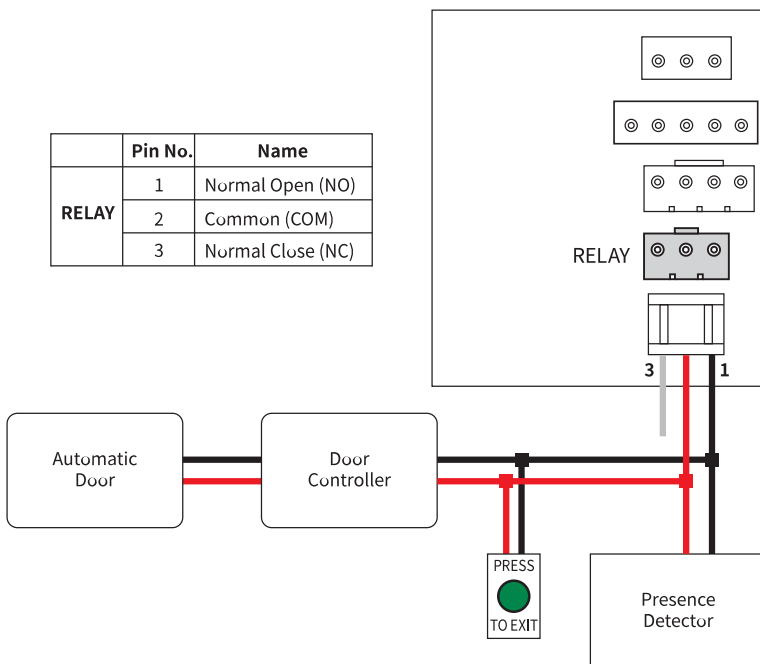 Pin No. Name
RELAY
1 Normal Open (NO)
2 Common (COM)
3 Normal Close (NC)
RELAY
3 1
Automatic
Door
Door
Controller
PRESS
TO EXIT
Presence
Detector